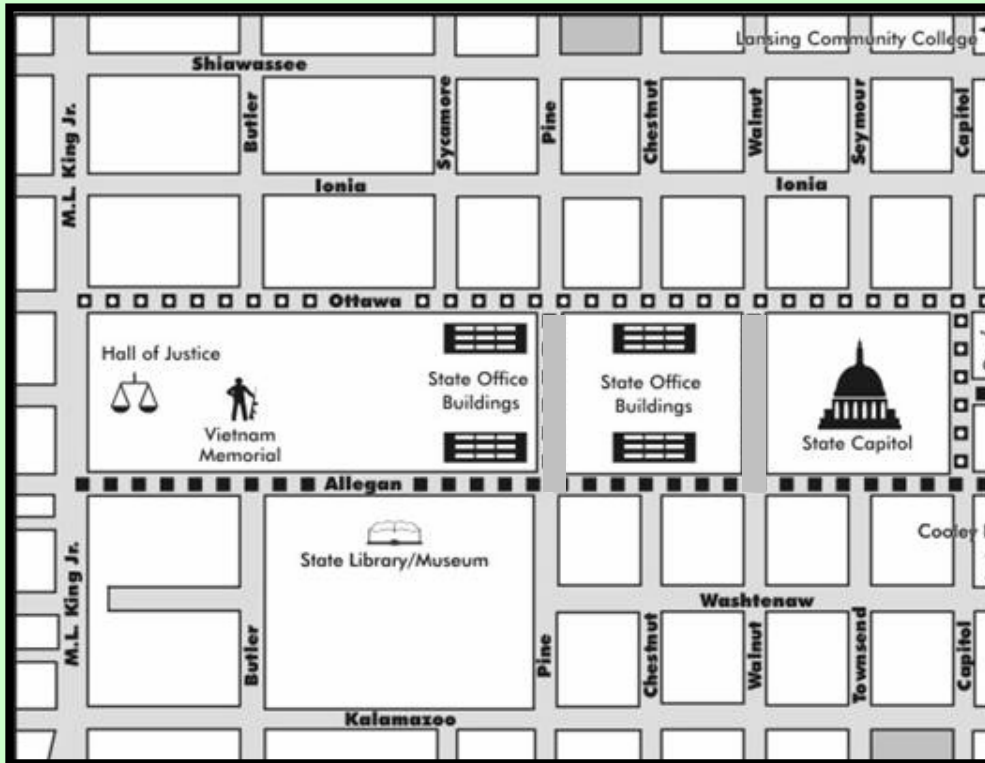 Lansing Community College
Shiawassee
M.L. King Jr.
Butler
Sycamore
Pine
Chestnut
Walnut
Seymour
Capitol
Ionia
Ionia
Ottawa
Hall of Justice
Vietnam
Memorial
State Office
Buildings
State Office
Buildings
State Capitol
Allegan
State Library/Museum
Cooley
Washtenaw
M.L. King Jr.
Butler
Pine
Chestnut
Walnut
Townsend
Capitol
Kalamazoo